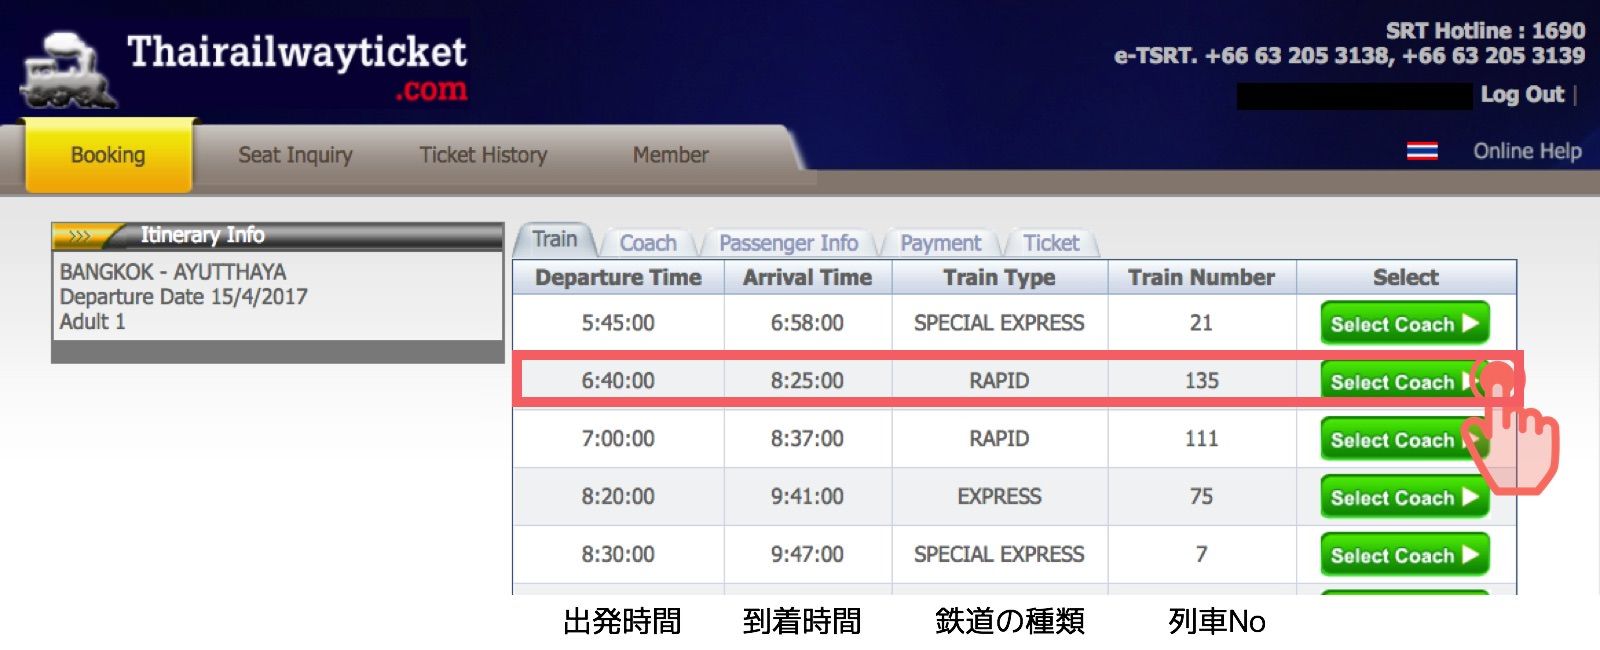 Thairailwayticket
.com
SRT Hotline : 1690
e-TSRT. +66 63 205 3138, +66 63 205 3139
Log Out |
Booking Seat Inquiry Ticket History Member Online Help
>>> Itinerary Info
BANGKOK - AYUTTHAYA
Departure Date 15/4/2017
Adult 1
Train Coach Passenger Info Payment Ticket
Departure Time Arrival Time Train Type Train Number Select
5:45:00 6:58:00 SPECIAL EXPRESS 21 Select Coach
6:40:00 8:25:00 RAPID 135 Select Coach
7:00:00 8:37:00 RAPID 111 Select Coach
8:20:00 9:41:00 EXPRESS 75 Select Coach
8:30:00 9:47:00 SPECIAL EXPRESS 7 Select Coach
出発時間 到着時間 鉄道の種類 列車No